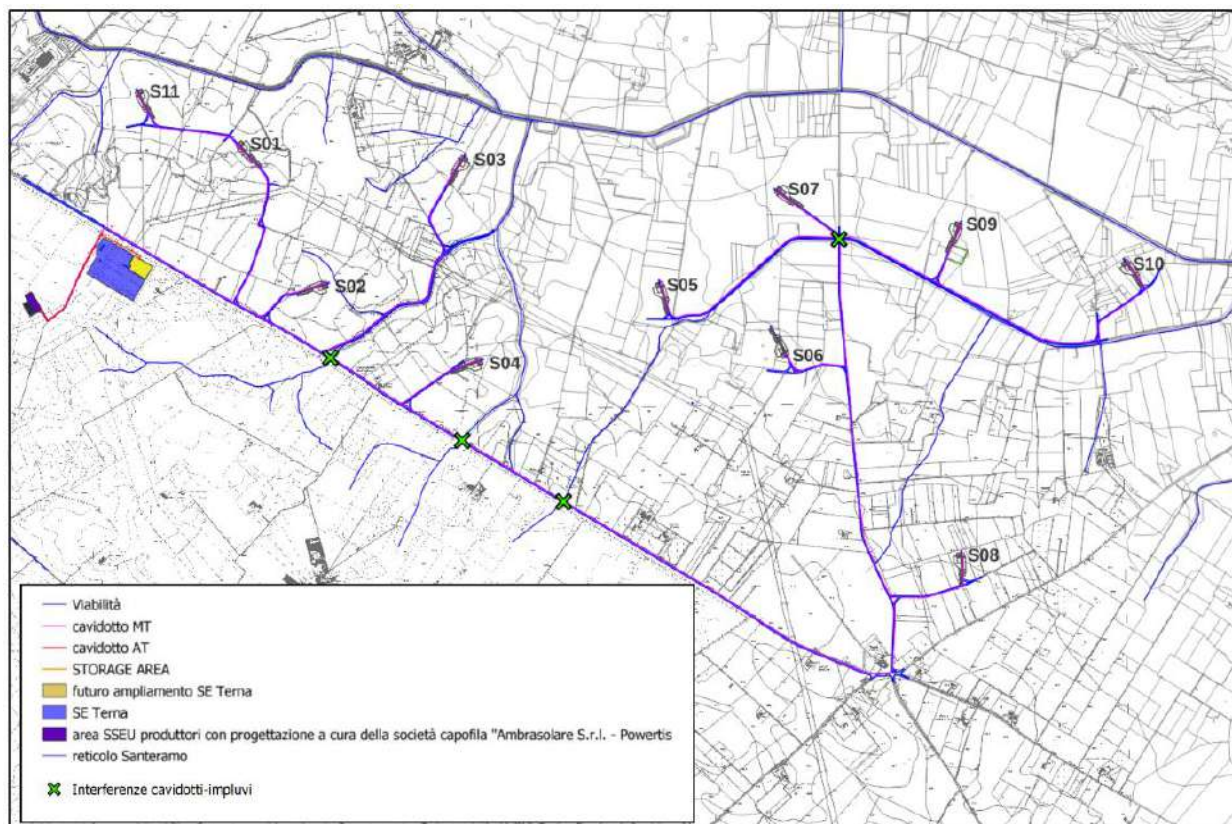 S11
S01
S03
S07
S09
S10
S02
S05
S06
S04
S08
Viabilità
cavidotto MT
cavidotto AT
STORAGE AREA
futuro ampliamento SE Terna
SE Terna
area SSEU produttori con progettazione a cura della società capofila "Ambrasolare S.r.l. - Powertis
reticolo Santeramo
Interferenze cavidotti-impluvi